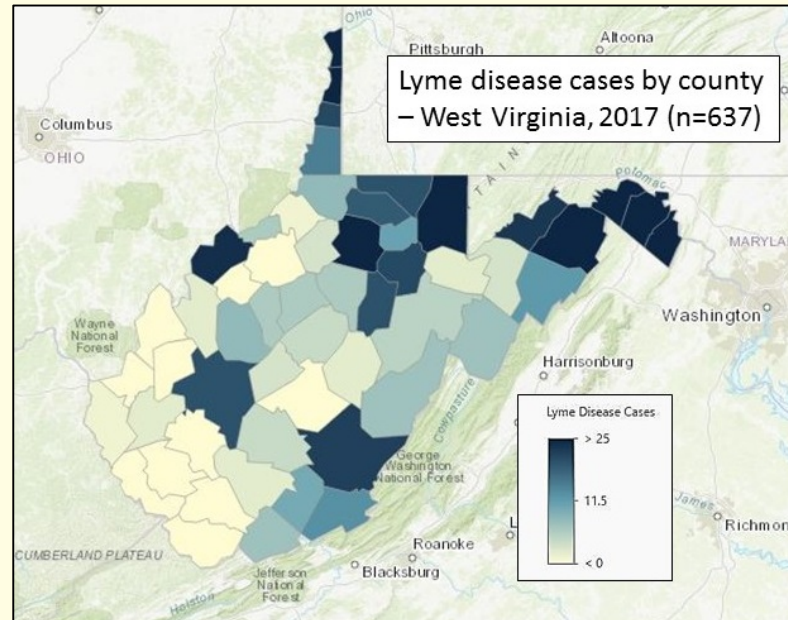 Ohio
Pittsburgh
Altoona
Lyme disease cases by county
– West Virginia, 2017 (n=637)
Columbus
OHIO
TAIN
Potomac
MARYLAN
Washington
Wayne
National
Forest
Harrisonburg
Cowpasture
Lyme Disease Cases
> 25
11.5
< 0
George
Washington
National Forest
James
Richmon
CUMBERLAND PLATEAU
Roanoke
L
Blacksburg
Jefferson
National
Forest
Holston